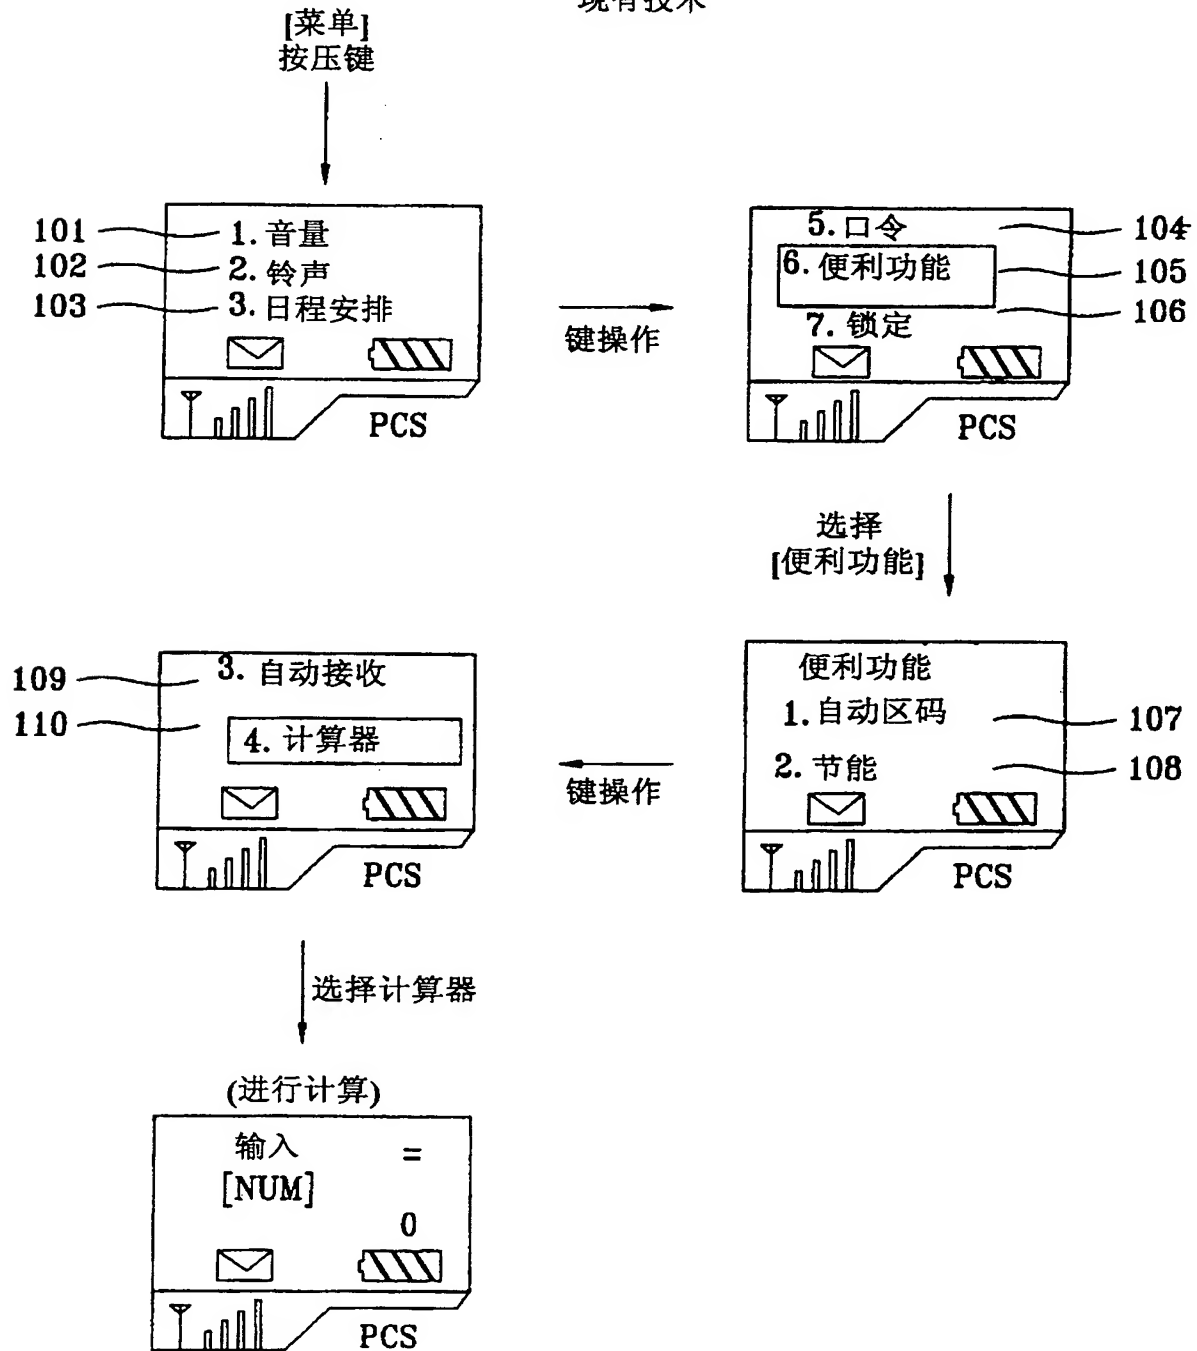 现有技术
[菜单]
按压键
101
102
103
1. 音量
2. 铃声
3. 日程安排
PCS
键操作
5. 口令
6. 便利功能
7. 锁定
PCS
104
105
106
选择
[便利功能]
便利功能
1. 自动区码
2. 节能
PCS
107
108
键操作
109
110
3. 自动接收
4. 计算器
PCS
选择计算器
(进行计算)
输入 =
[NUM]
0
PCS